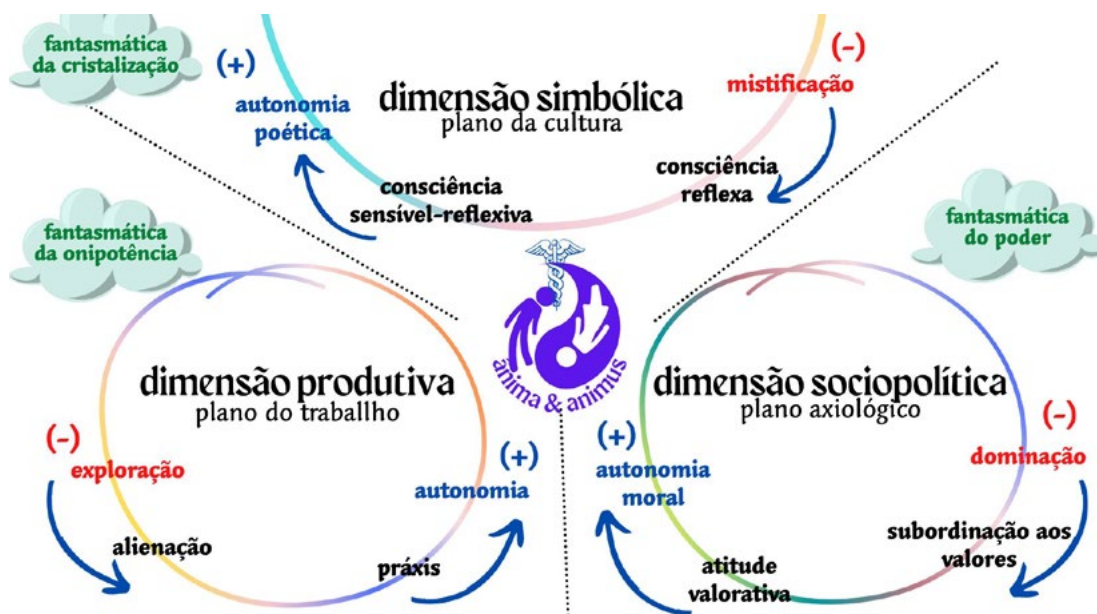 fantasmática
da cristalização
(+)
autonomia
poética
dimensão simbólica
plano da cultura
(-)
mistificação
consciência
sensível-reflexiva
consciência
reflexa
fantasmática
da onipotência
fantasmática
do poder
anima & animus
dimensão produtiva
plano do traballho
(-)
exploração
alienação
(+)
autonomia
práxis
dimensão sociopolítica
plano axiológico
(+)
autonomia
moral
atitude
valorativa
(-)
dominação
subordinação aos
valores